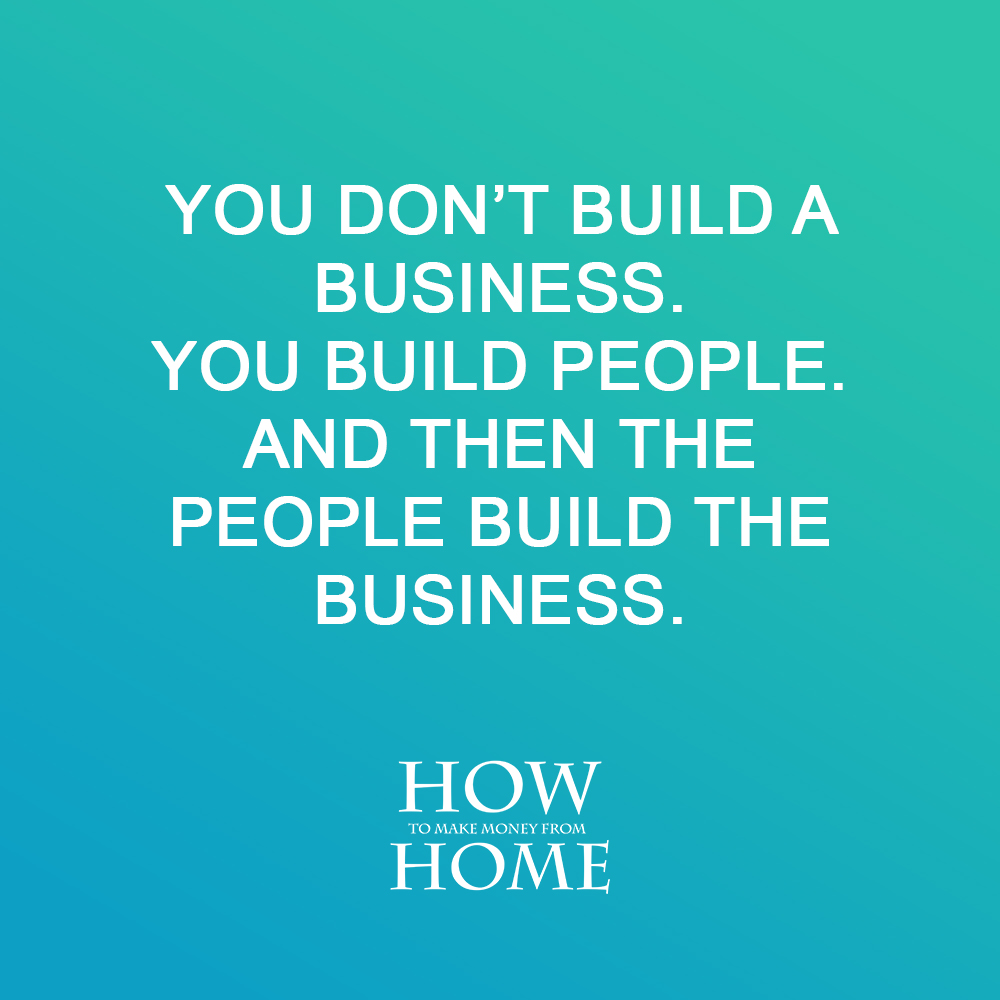 YOU DON’T BUILD A
BUSINESS.
YOU BUILD PEOPLE.
AND THEN THE
PEOPLE BUILD THE
BUSINESS.
HOW
TO MAKE MONEY FROM
HOME